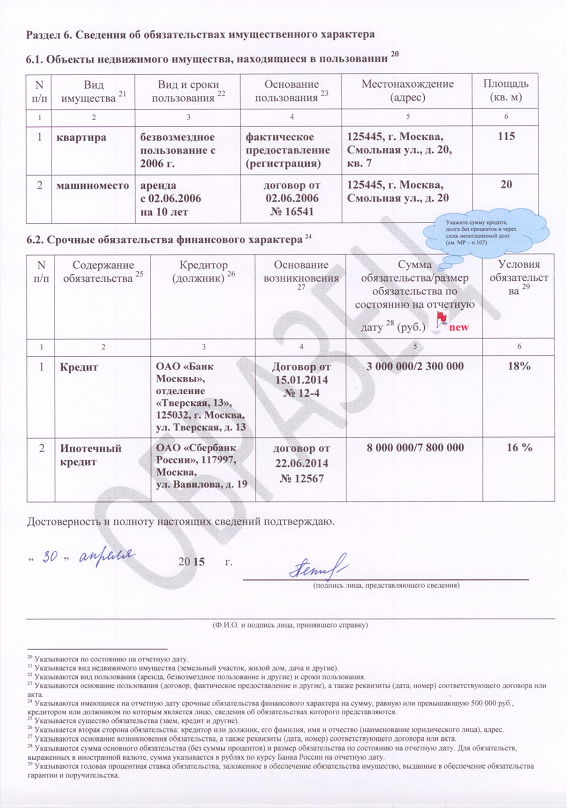 Раздел 6. Сведения об обязательствах имущественного характера
6.1. Объекты недвижимого имущества, находящиеся в пользовании 20
N п/п Вид имущества 21 Вид и сроки пользования 22 Основание пользования 23 Местонахождение (адрес) Площадь (кв. м)
1 2 3 4 5 6
1 квартира безвозмездное фактическое 125445, г. Москва, 115
пользование с предоставление Смольная ул., д. 20,
2006 г. (регистрация) кв. 7
2 машиноместо аренда договор от 125445, г. Москва, 20
с 02.06.2006 02.06.2006 Смольная ул., д. 20
на 10 лет № 16541
Укажите сумму кредита,
долга без процентов и через
слэш непогашенный долг
(см. МР – п 107)
6.2. Срочные обязательства финансового характера 24
N п/п Содержание обязательства 25 Кредитор (должник) 26 Основание возникновения 27 Сумма обязательства/размер обязательства по состоянию на отчетную дату 28 (руб.) new Условия обязательст ва 29
1 2 3 4 5 6
1 Кредит ОАО «Банк Договор от 3 000 000/2 300 000 18%
Москвы», 15.01.2014
отделение № 12-4
«Тверская, 13»,
125032, г. Москва,
ул. Тверская, д. 13
2 Ипотечный ОАО «Сбербанк договор от 8 000 000/7 800 000 16 %
кредит России», 117997, 22.06.2014
Москва, № 12567
ул. Вавилова, д. 19
ОБРАЗЕЦ
Достоверность и полноту настоящих сведений подтверждаю.
" 30 " апреля 2015 г.
(подпись лица, представляющего сведения)
(Ф.И.О. и подпись лица, принявшего справку)
20 Указываются по состоянию на отчетную дату.
21 Указывается вид недвижимого имущества (земельный участок, жилой дом, дача и другие).
22 Указываются вид пользования (аренда, безвозмездное пользование и другие) и сроки пользования.
23 Указываются основание пользования (договор, фактическое предоставление и другие), а также реквизиты (дата, номер) соответствующего договора или
акта.
24 Указываются имеющиеся на отчетную дату срочные обязательства финансового характера на сумму, равную или превышающую 500 000 руб.,
кредитором или должником по которым является лицо, сведения об обязательствах которого представляются.
25 Указывается существо обязательства (заем, кредит и другие).
26 Указывается вторая сторона обязательства: кредитор или должник, его фамилия, имя и отчество (наименование юридического лица), адрес.
27 Указываются основание возникновения обязательства, а также реквизиты (дата, номер) соответствующего договора или акта.
28 Указываются сумма основного обязательства (без суммы процентов) и размер обязательства по состоянию на отчетную дату. Для обязательств,
выраженных в иностранной валюте, сумма указывается в рублях по курсу Банка России на отчетную дату.
29 Указываются годовая процентная ставка обязательства, заложенное в обеспечение обязательства имущество, выданные в обеспечение обязательства
гарантии и поручительства.